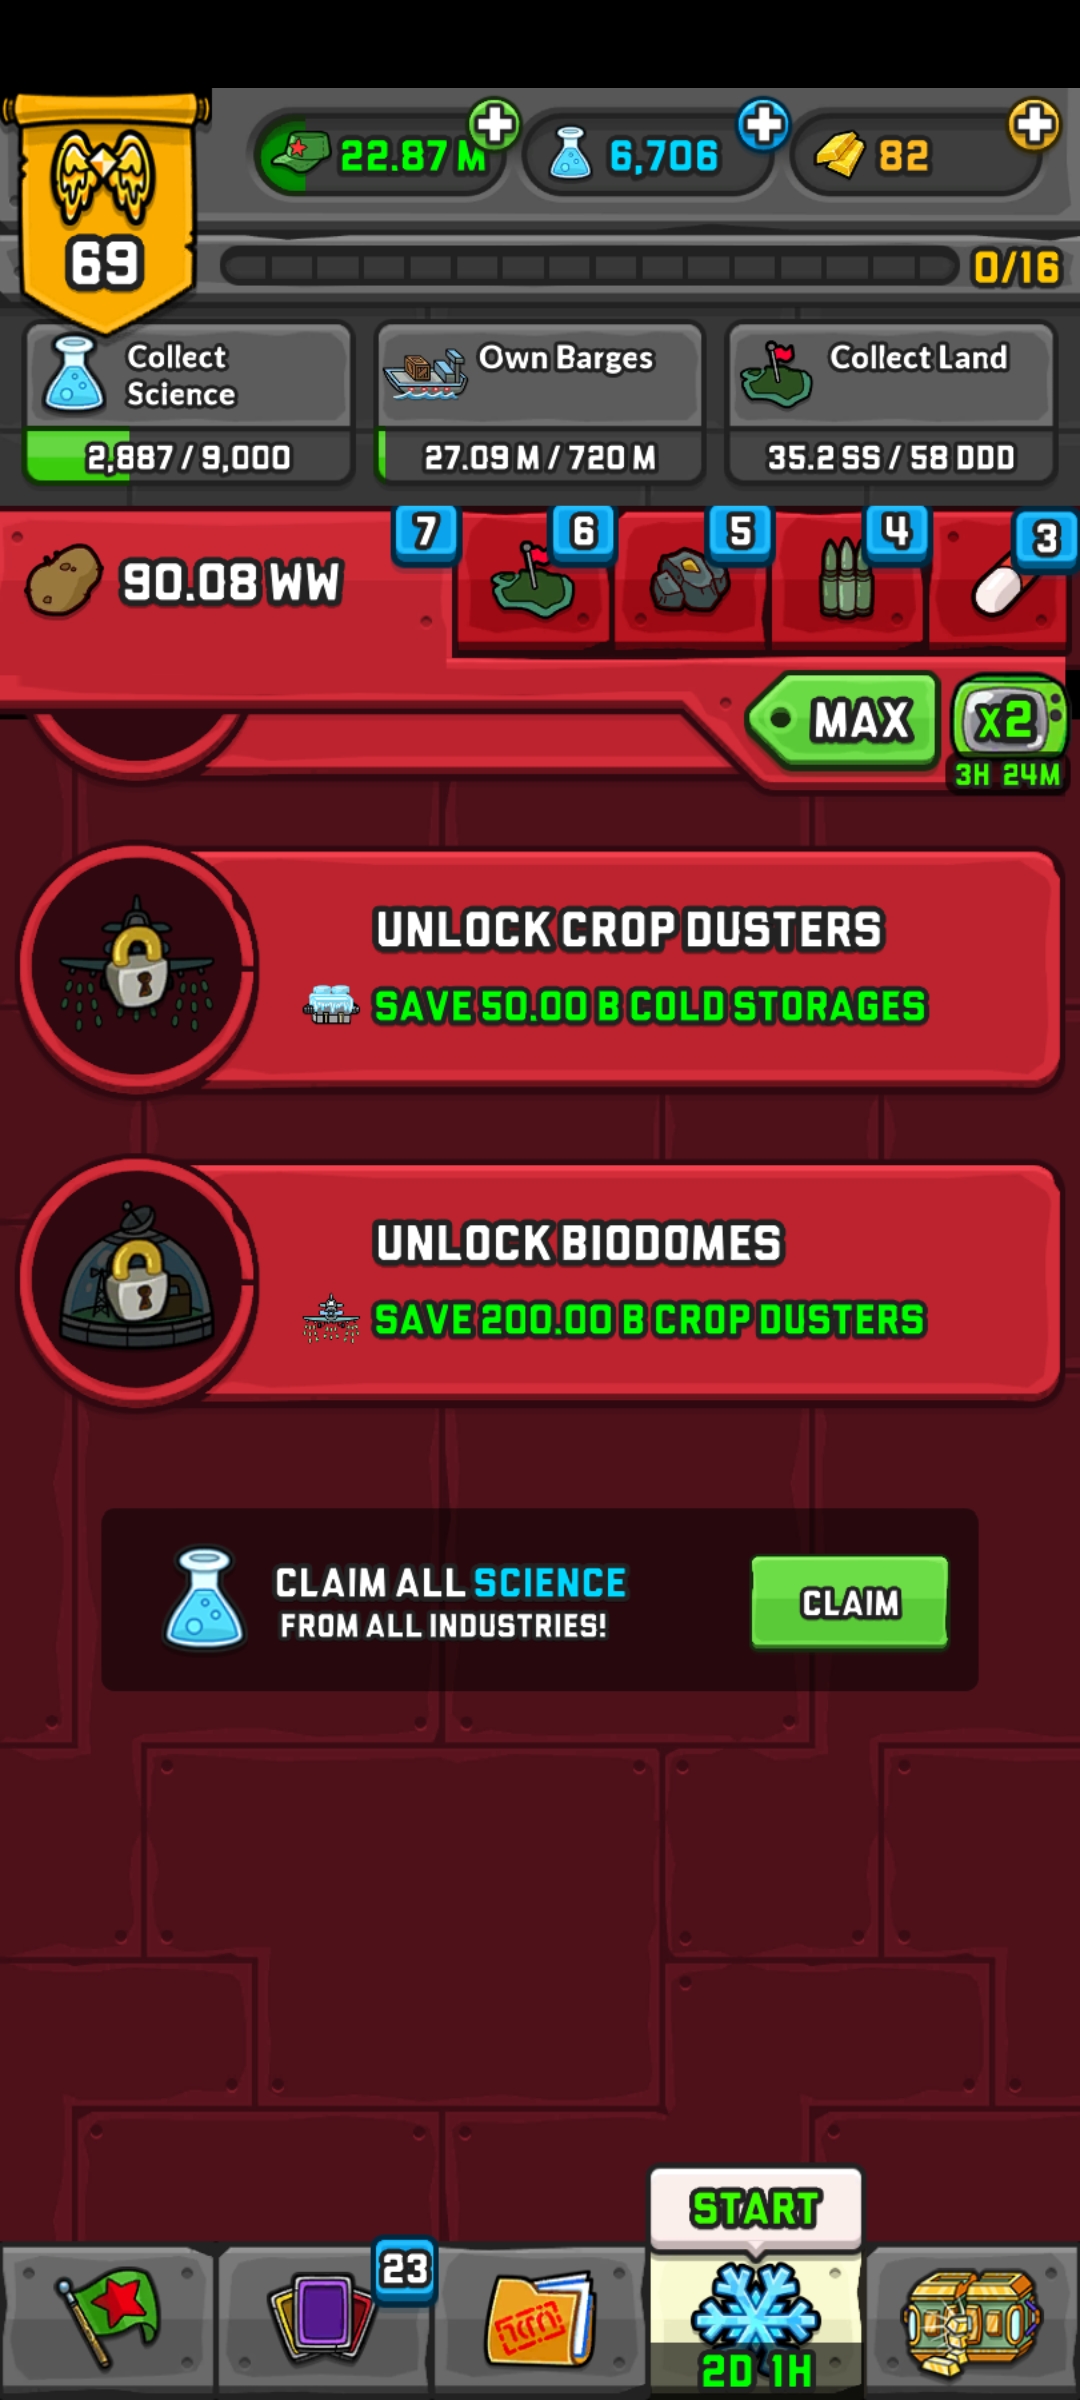 69
22.87 M
6,706
82
0/16
Collect
Science
2,887 / 9,000
Own Barges
27.09 M / 720 M
Collect Land
35.2 SS / 58 DDD
90.08 WW
7
6
5
4
3
MAX
x2
3H 24M
UNLOCK CROP DUSTERS
SAVE 50.00 B COLD STORAGES
UNLOCK BIODOMES
SAVE 200.00 B CROP DUSTERS
CLAIM ALL SCIENCE
FROM ALL INDUSTRIES!
CLAIM
START
23
2D 1H